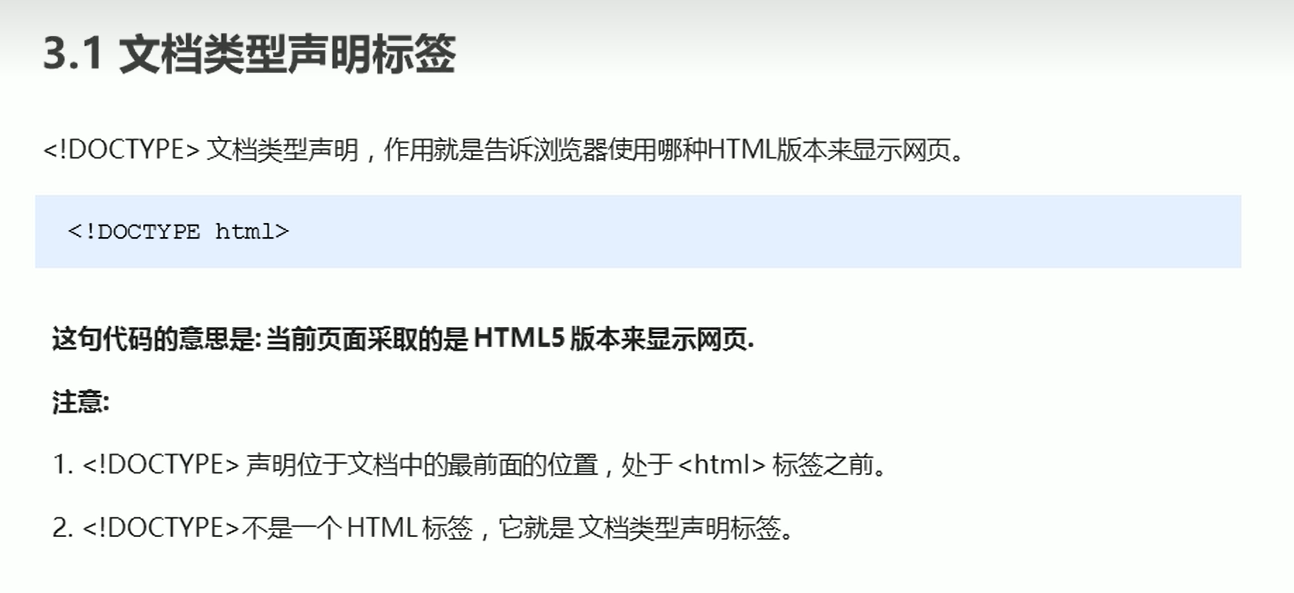 3.1 文档类型声明标签
<!DOCTYPE> 文档类型声明，作用就是告诉浏览器使用哪种HTML版本来显示网页。
<!DOCTYPE html>
这句代码的意思是: 当前页面采取的是 HTML5 版本来显示网页.
注意:
1. <!DOCTYPE> 声明位于文档中的最前面的位置，处于 <html> 标签之前。
2. <!DOCTYPE>不是一个 HTML 标签，它就是 文档类型声明标签。